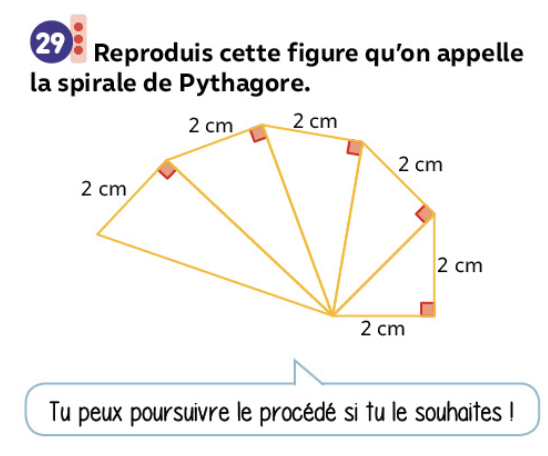 29 Reproduis cette figure qu'on appelle
la spirale de Pythagore.
2 cm
2 cm
2 cm
2 cm
2 cm
2 cm
Tu peux poursuivre le procédé si tu le souhaites !